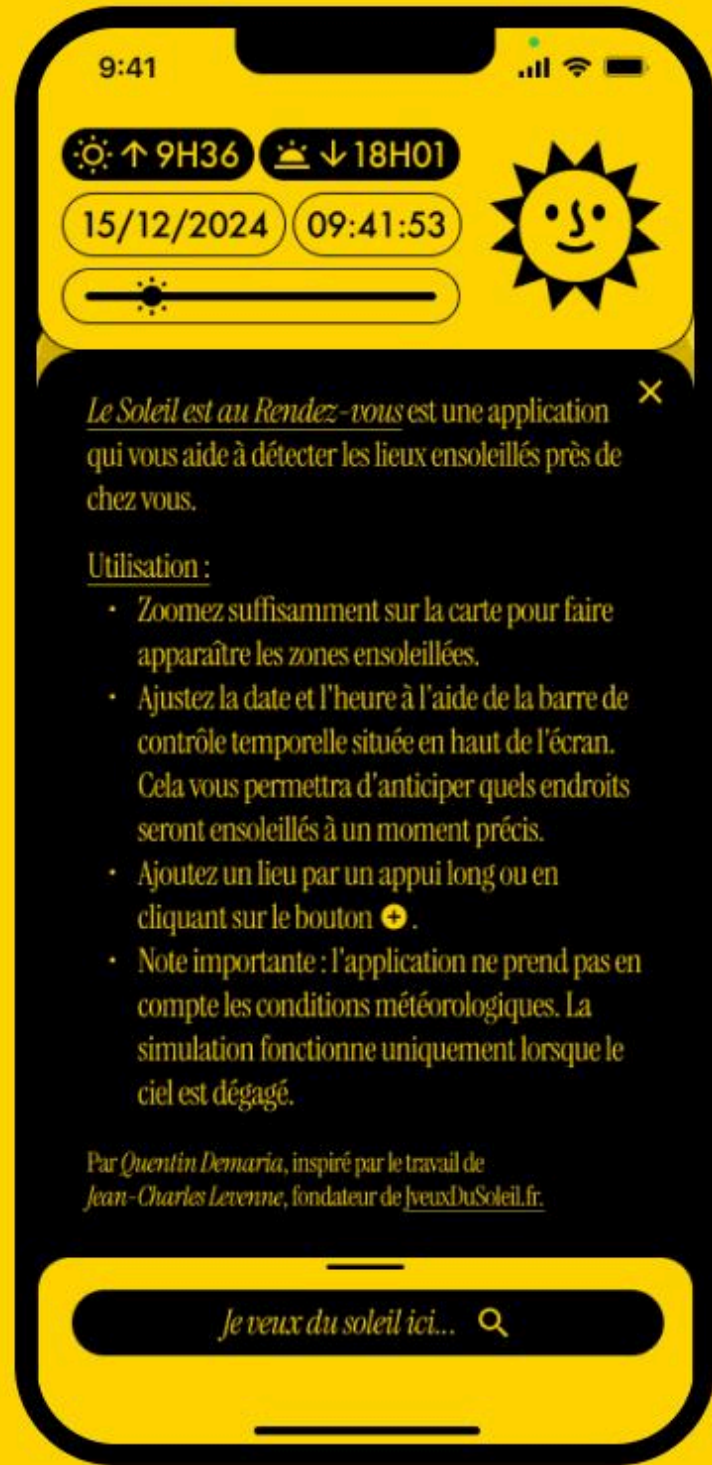 9:41
9H36
18H01
15/12/2024
09:41:53
Le Soleil est au Rendez-vous est une application
qui vous aide à détecter les lieux ensoleillés près de
chez vous.
Utilisation :
• Zoomez suffisamment sur la carte pour faire
apparaître les zones ensoleillées.
• Ajustez la date et l'heure à l'aide de la barre de
contrôle temporelle située en haut de l'écran.
Cela vous permettra d'anticiper quels endroits
seront ensoleillés à un moment précis.
• Ajoutez un lieu par un appui long ou en
cliquant sur le bouton +.
• Note importante : l'application ne prend pas en
compte les conditions météorologiques. La
simulation fonctionne uniquement lorsque le
ciel est dégagé.
Par Quentin Demaria, inspiré par le travail de
Jean-Charles Levenne, fondateur de JveuxDuSoleil.fr.
Je veux du soleil ici...